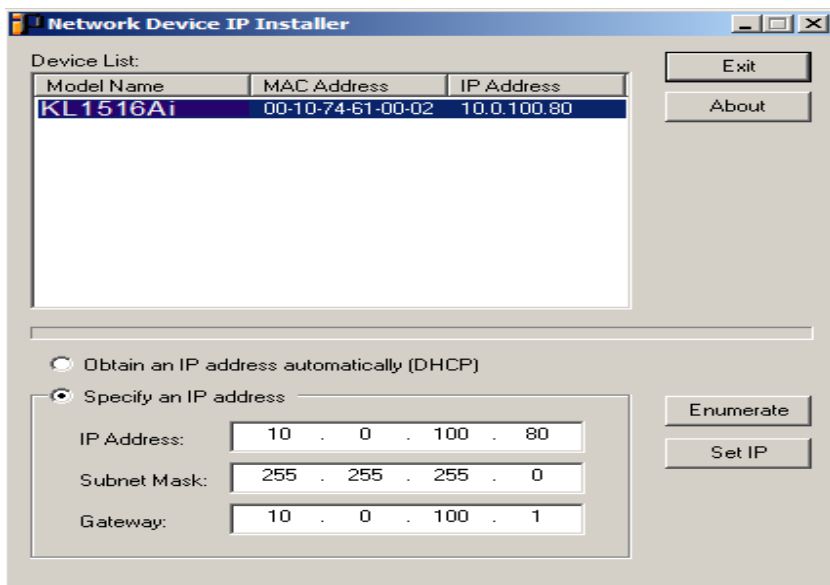 Network Device IP Installer
Device List:
Model Name MAC Address IP Address
KL1516Ai 00-10-74-61-00-02 10.0.100.80
Exit
About
Obtain an IP address automatically (DHCP)
Specify an IP address
IP Address: 10 . 0 . 100 . 80
Subnet Mask: 255 . 255 . 255 . 0
Gateway: 10 . 0 . 100 . 1
Enumerate
Set IP